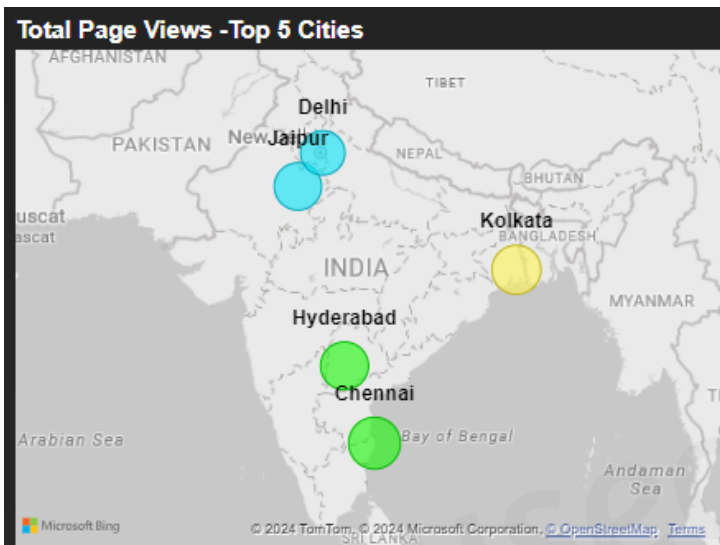 Total Page Views -Top 5 Cities
AFGHANISTAN
TIBET
Delhi
PAKISTAN
New Delhi
Jaipur
NEPAL
BHUTAN
uscat
ascat
Kolkata
BANGLADESH
INDIA
MYANMAR
Hyderabad
Chennai
Arabian Sea
Bay of Bengal
Andaman
Sea
Microsoft Bing
© 2024 TomTom, © 2024 Microsoft Corporation, © OpenStreetMap Terms
SRI LANKA